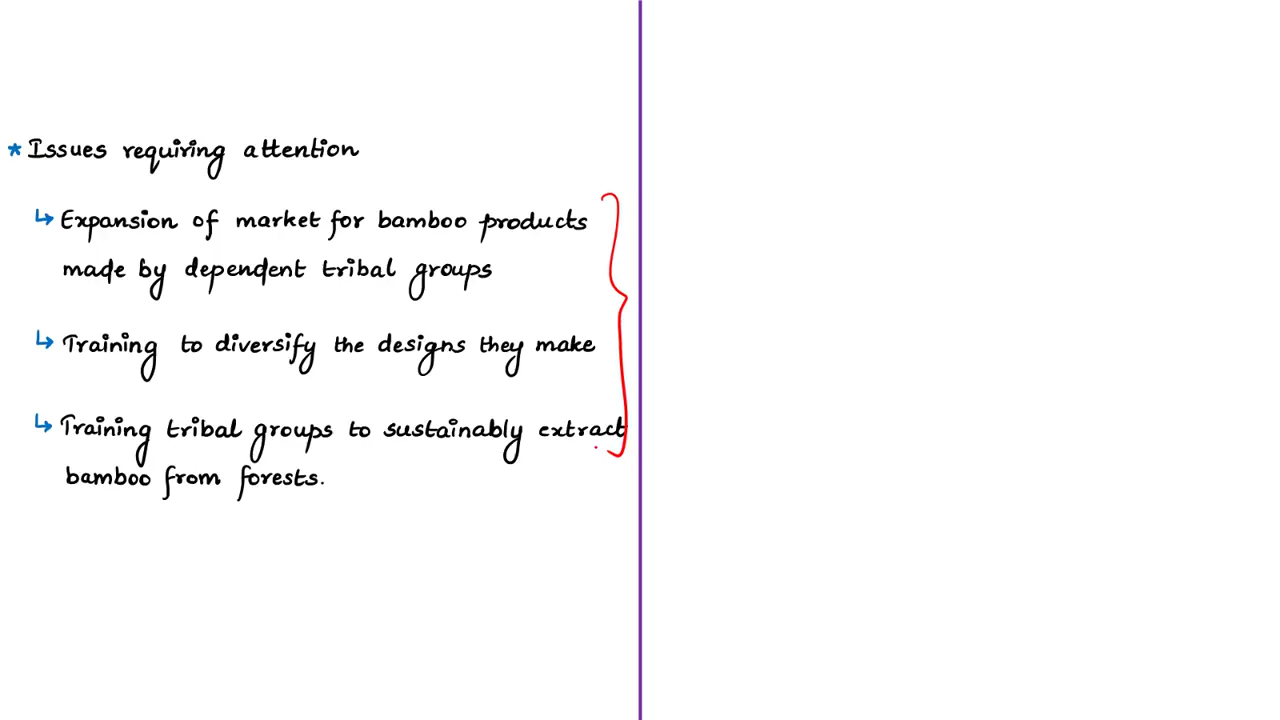 * Issues requiring attention
↳ Expansion of market for bamboo products
made by dependent tribal groups
↳ Training to diversify the designs they make
↳ Training tribal groups to sustainably extract
bamboo from forests.